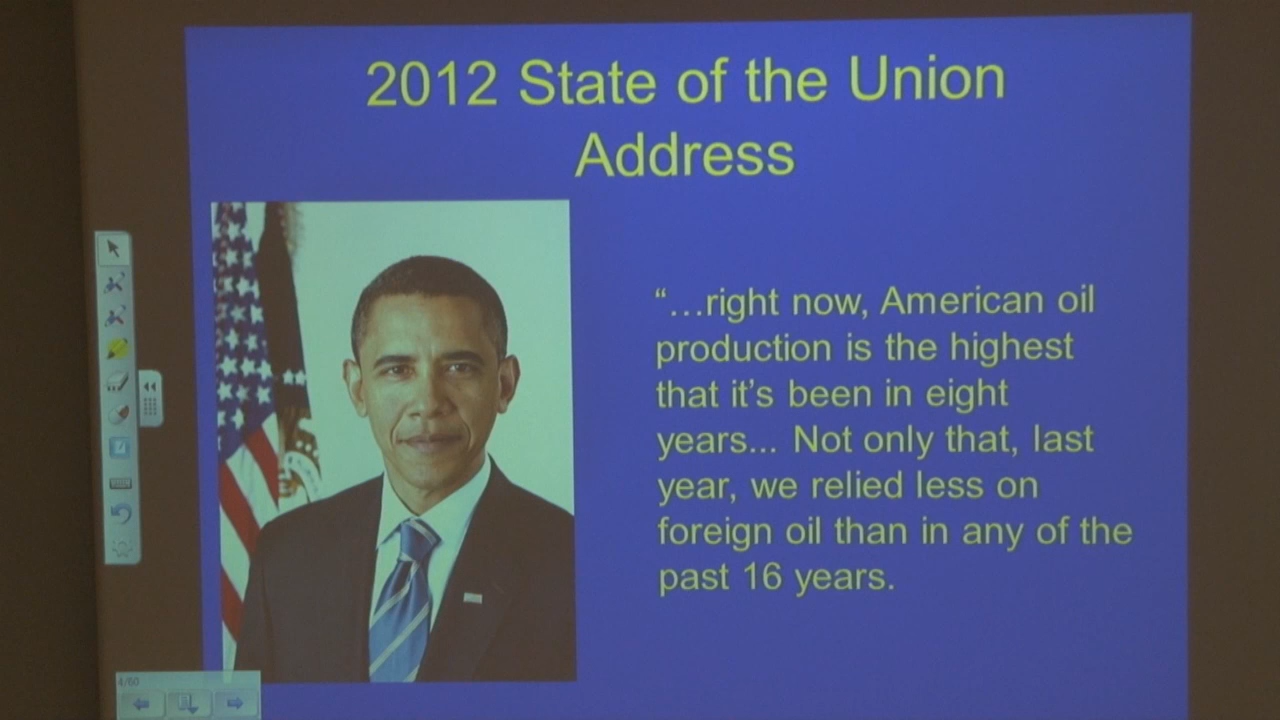 2012 State of the Union
Address
“…right now, American oil
production is the highest
that it’s been in eight
years... Not only that, last
year, we relied less on
foreign oil than in any of the
past 16 years.
4/60